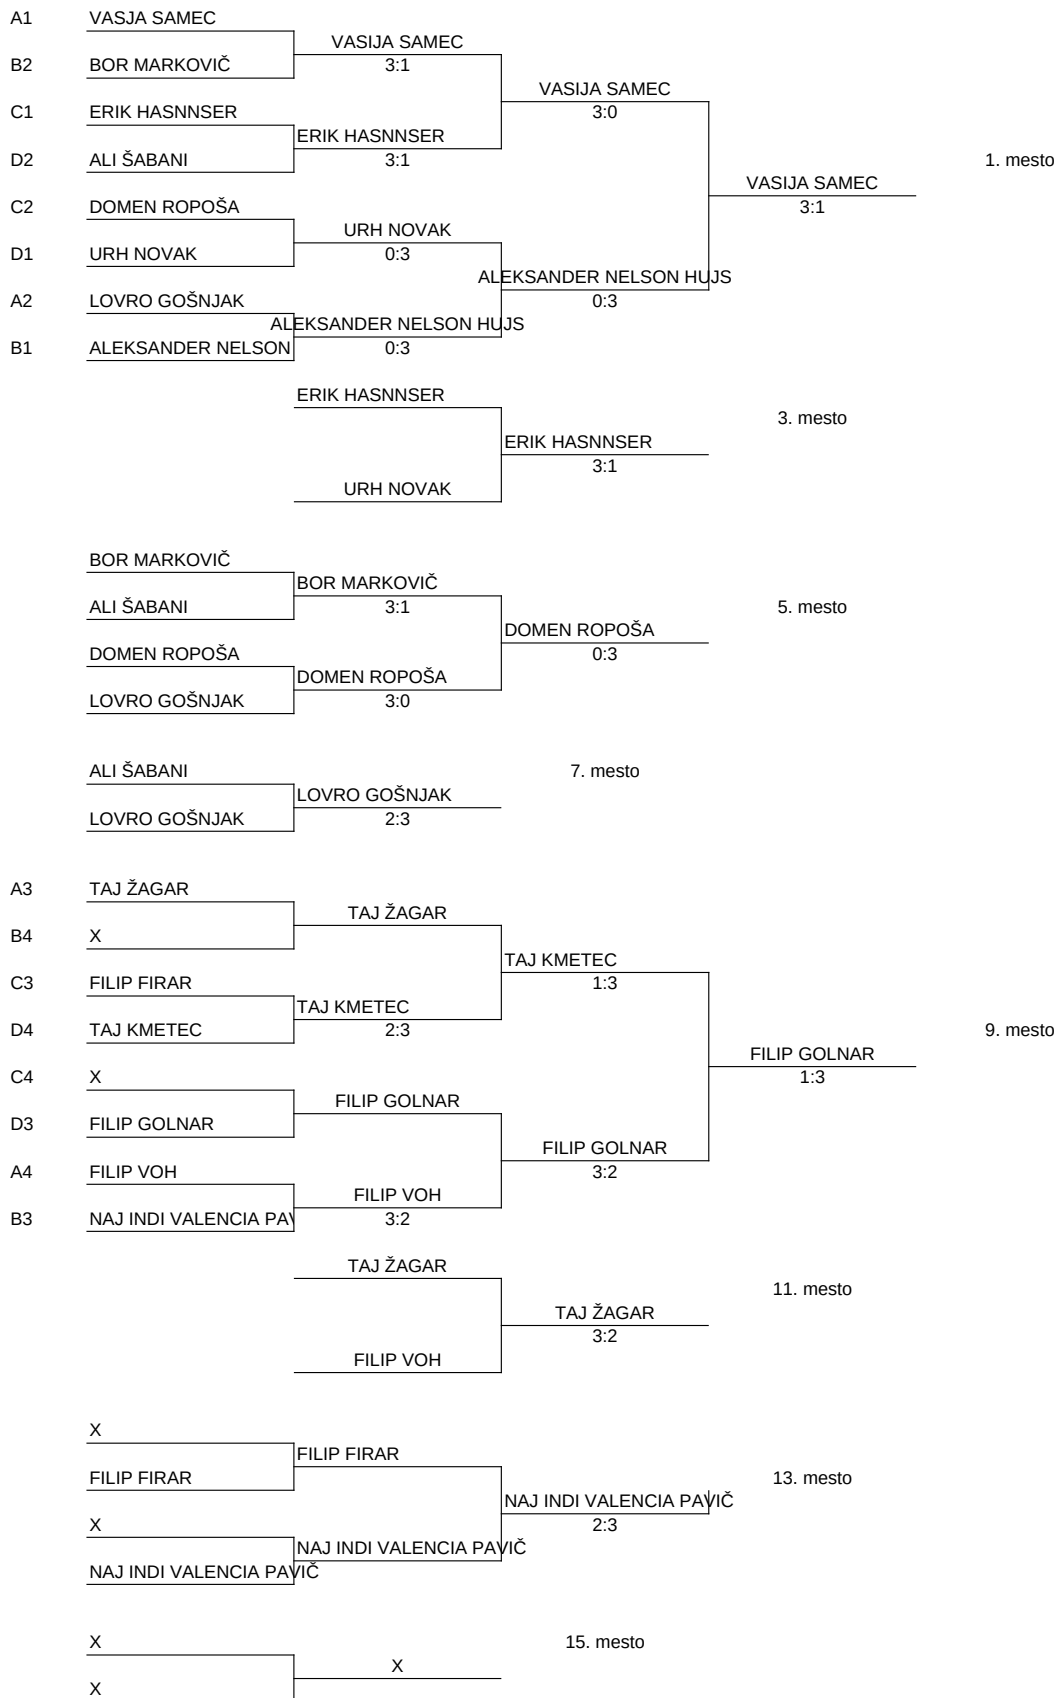 A1 VASJA SAMEC
VASIJA SAMEC
B2 BOR MARKOVIČ 3:1
VASIJA SAMEC
C1 ERIK HASNNSER 3:0
ERIK HASNNSER
D2 ALI ŠABANI 3:1 1. mesto
VASIJA SAMEC
C2 DOMEN ROPOŠA 3:1
URH NOVAK
D1 URH NOVAK 0:3
ALEKSANDER NELSON HUJS
A2 LOVRO GOŠNJAK 0:3
ALEKSANDER NELSON HUJS
B1 ALEKSANDER NELSON 0:3
ERIK HASNNSER
3. mesto
ERIK HASNNSER
3:1
URH NOVAK
BOR MARKOVIČ
BOR MARKOVIČ
ALI ŠABANI 3:1 5. mesto
DOMEN ROPOŠA
DOMEN ROPOŠA 0:3
DOMEN ROPOŠA
LOVRO GOŠNJAK 3:0
ALI ŠABANI 7. mesto
LOVRO GOŠNJAK
LOVRO GOŠNJAK 2:3
A3 TAJ ŽAGAR
TAJ ŽAGAR
B4 X
TAJ KMETEC
C3 FILIP FIRAR 1:3
TAJ KMETEC
D4 TAJ KMETEC 2:3 9. mesto
FILIP GOLNAR
C4 X 1:3
FILIP GOLNAR
D3 FILIP GOLNAR
FILIP GOLNAR
A4 FILIP VOH 3:2
FILIP VOH
B3 NAJ INDI VALENCIA PAV 3:2
TAJ ŽAGAR
11. mesto
TAJ ŽAGAR
3:2
FILIP VOH
X
FILIP FIRAR
FILIP FIRAR 13. mesto
NAJ INDI VALENCIA PAVIČ
X 2:3
NAJ INDI VALENCIA PAVIČ
NAJ INDI VALENCIA PAVIČ
X 15. mesto
X
X